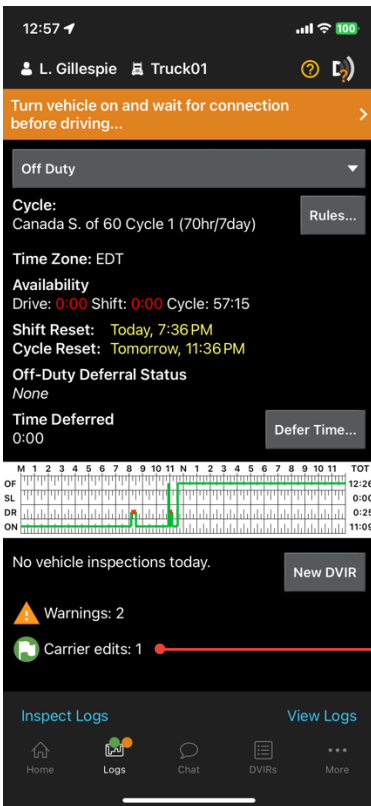 12:57
100
L. Gillespie Truck01
Turn vehicle on and wait for connection
before driving...
Off Duty
Cycle:
Canada S. of 60 Cycle 1 (70hr/7day)
Rules...
Time Zone: EDT
Availability
Drive: 0:00 Shift: 0:00 Cycle: 57:15
Shift Reset: Today, 7:36 PM
Cycle Reset: Tomorrow, 11:36 PM
Off-Duty Deferral Status
None
Time Deferred
0:00
Defer Time...
M 1 2 3 4 5 6 7 8 9 10 11 N 1 2 3 4 5 6 7 8 9 10 11 TOT
OF 12:26
SL 0:00
DR 0:25
ON 11:09
No vehicle inspections today.
New DVIR
Warnings: 2
Carrier edits: 1
Inspect Logs View Logs
Home Logs Chat DVIRs More